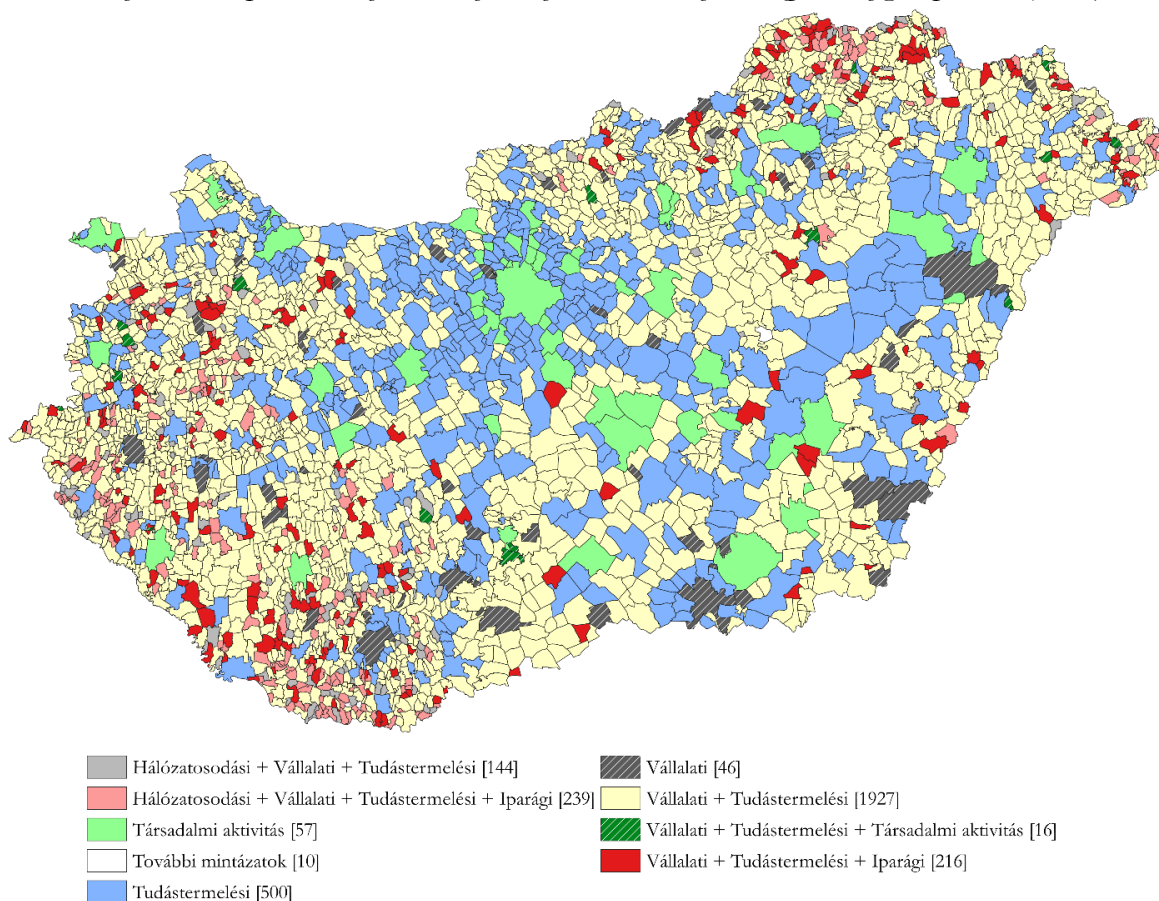 Hálózatosodási + Vállalati + Tudástermelési [144]
Hálózatosodási + Vállalati + Tudástermelési + Iparági [239]
Társadalmi aktivitás [57]
További mintázatok [10]
Tudástermelési [500]
Vállalati [46]
Vállalati + Tudástermelési [1927]
Vállalati + Tudástermelési + Társadalmi aktivitás [16]
Vállalati + Tudástermelési + Iparági [216]